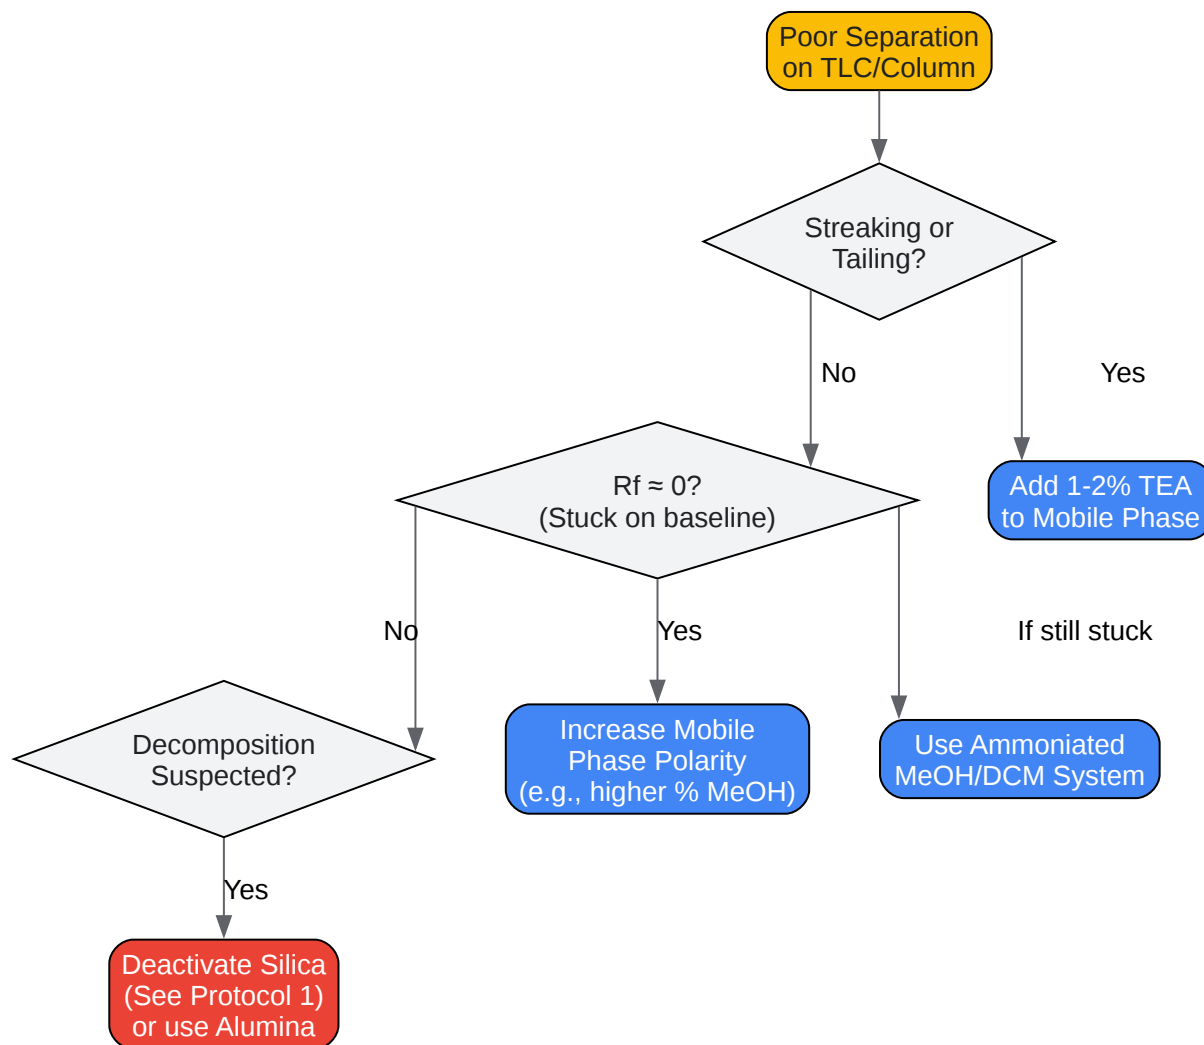 Poor Separation
on TLC/Column
Streaking or
Tailing?
No
Yes
Rf ≈ 0?
(Stuck on baseline)
Add 1-2% TEA
to Mobile Phase
No
Yes
If still stuck
Decomposition
Suspected?
Increase Mobile
Phase Polarity
(e.g., higher % MeOH)
Use Ammoniated
MeOH/DCM System
Yes
Deactivate Silica
(See Protocol 1)
or use Alumina